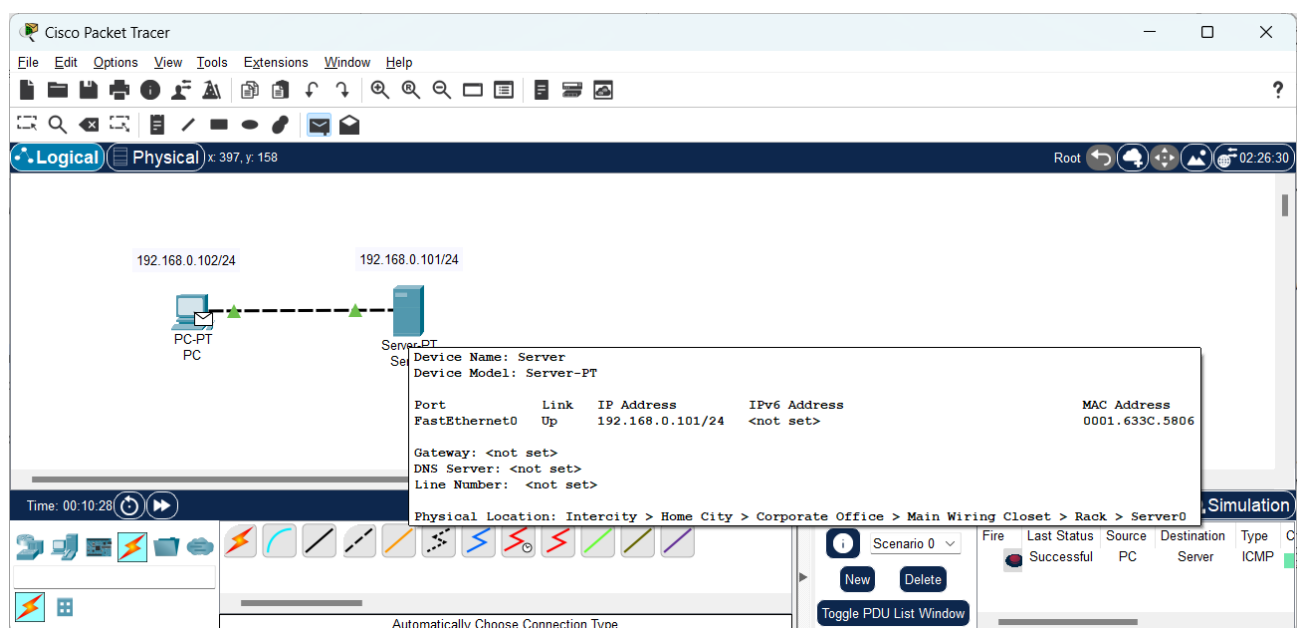 Cisco Packet Tracer
File Edit Options View Tools Extensions Window Help
?
Logical Physical x: 397, y: 158 Root 02:26:30
192.168.0.102/24 192.168.0.101/24
PC-PT
PC
Server-PT
Device Name: Server
Device Model: Server-PT
Port Link IP Address IPv6 Address MAC Address
FastEthernet0 Up 192.168.0.101/24 <not set> 0001.633C.5806
Gateway: <not set>
DNS Server: <not set>
Line Number: <not set>
Physical Location: Intercity > Home City > Corporate Office > Main Wiring Closet > Rack > Server0
Time: 00:10:28 Simulation
Scenario 0 Fire Last Status Source Destination Type C
Successful PC Server ICMP
New Delete
Toggle PDU List Window
Automatically Choose Connection Type